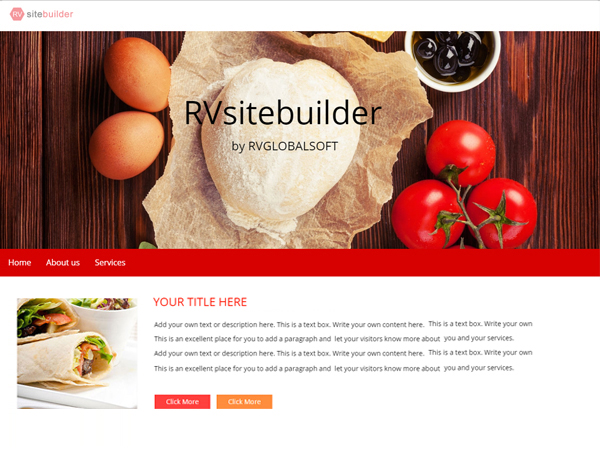 RV sitebuilder
RVsitebuilder
by RVGLOBALSOFT
Home About us Services
YOUR TITLE HERE
Add your own text or description here. This is a text box. Write your own content here. This is a text box. Write your own
This is an excellent place for you to add a paragraph and let your visitors know more about you and your services.
Add your own text or description here. This is a text box. Write your own content here. This is a text box. Write your own
This is an excellent place for you to add a paragraph and let your visitors know more about you and your services.
Click More Click More